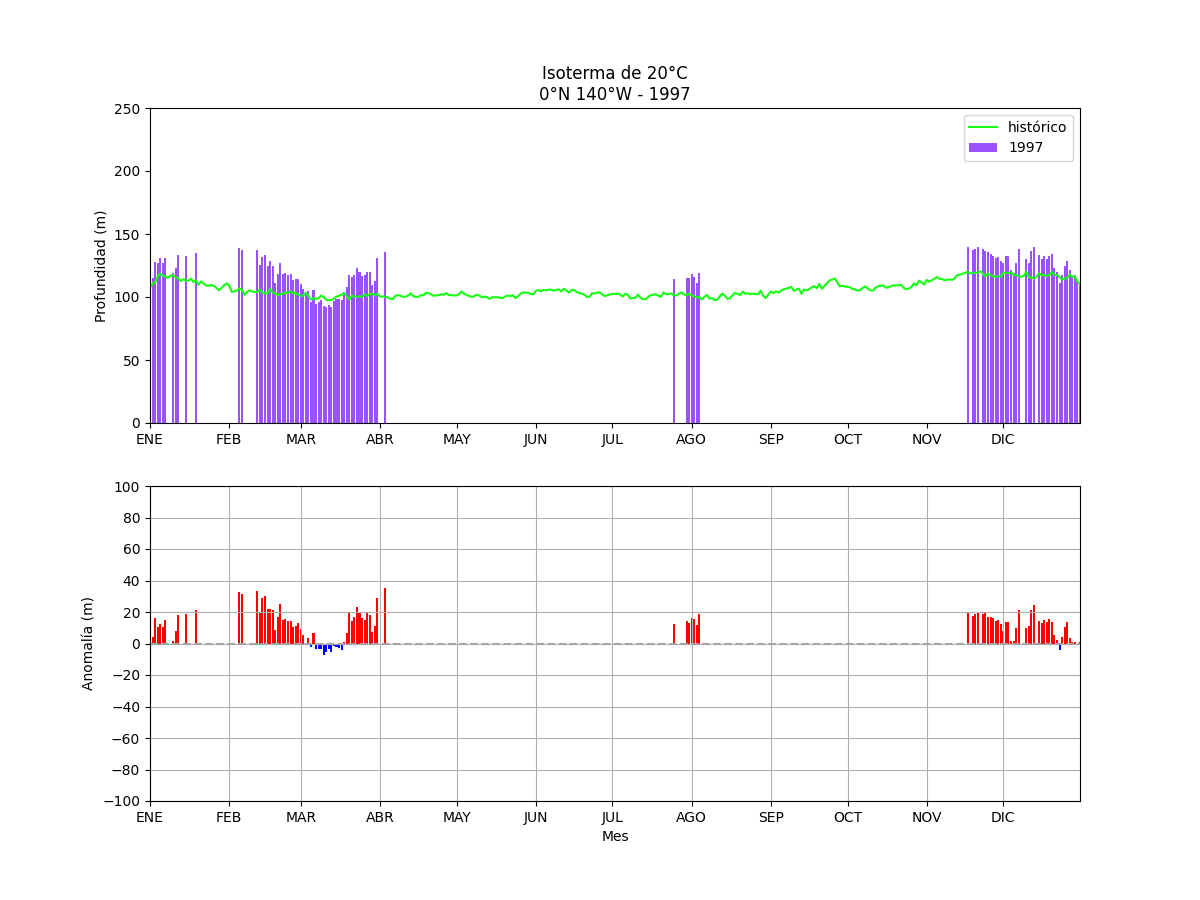 Isoterma de 20°C
0°N 140°W - 1997
250
200
150
100
50
0
Profundidad (m)
histórico
1997
ENE FEB MAR ABR MAY JUN JUL AGO SEP OCT NOV DIC
100
80
60
40
20
0
−20
−40
−60
−80
−100
Anomalía (m)
ENE FEB MAR ABR MAY JUN JUL AGO SEP OCT NOV DIC
Mes